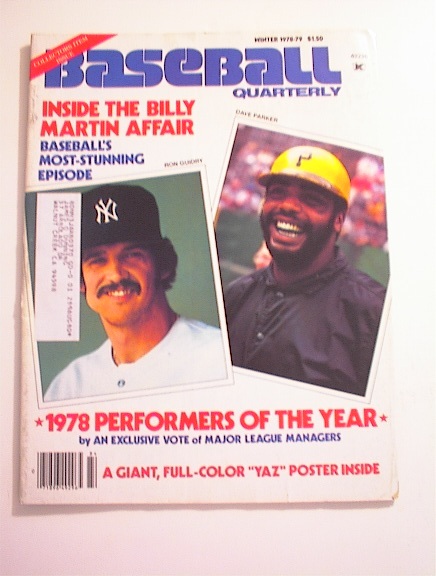 COLLECTORS ITEM
ISSUE
WINTER 1978-79 $1.50
BASEBALL
QUARTERLY
INSIDE THE BILLY
MARTIN AFFAIR
BASEBALL'S
MOST-STUNNING
EPISODE
RON GUIDRY
DAVE PARKER
NY
P
★1978 PERFORMERS OF THE YEAR★
by AN EXCLUSIVE VOTE of MAJOR LEAGUE MANAGERS
A GIANT, FULL-COLOR "YAZ" POSTER INSIDE